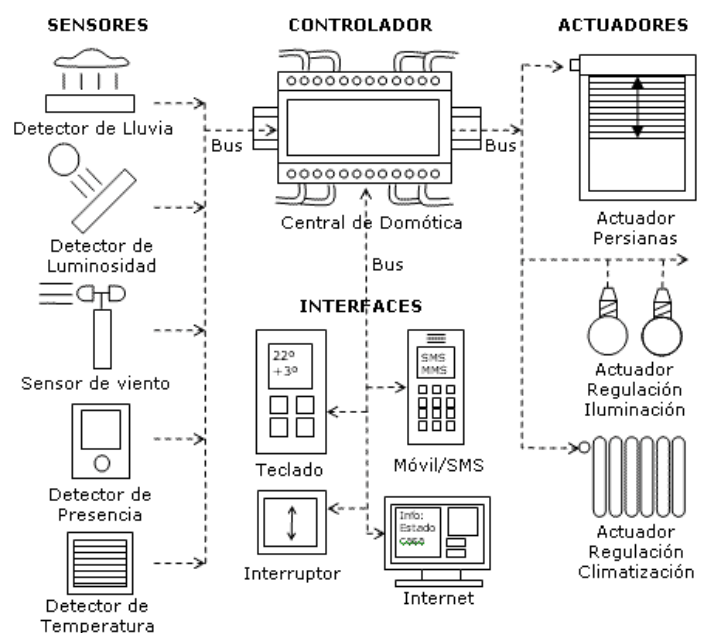 SENSORES
Detector de Lluvia
Detector de
Luminosidad
Sensor de viento
Detector de
Presencia
Detector de
Temperatura
Bus
CONTROLADOR
Central de Domótica
Bus
Bus
INTERFACES
22º
+3º
Teclado
SMS
MMS
Móvil/SMS
Interruptor
Info:
Estado
casa
Internet
ACTUADORES
Actuador
Persianas
Actuador
Regulación
Iluminación
Actuador
Regulación
Climatización